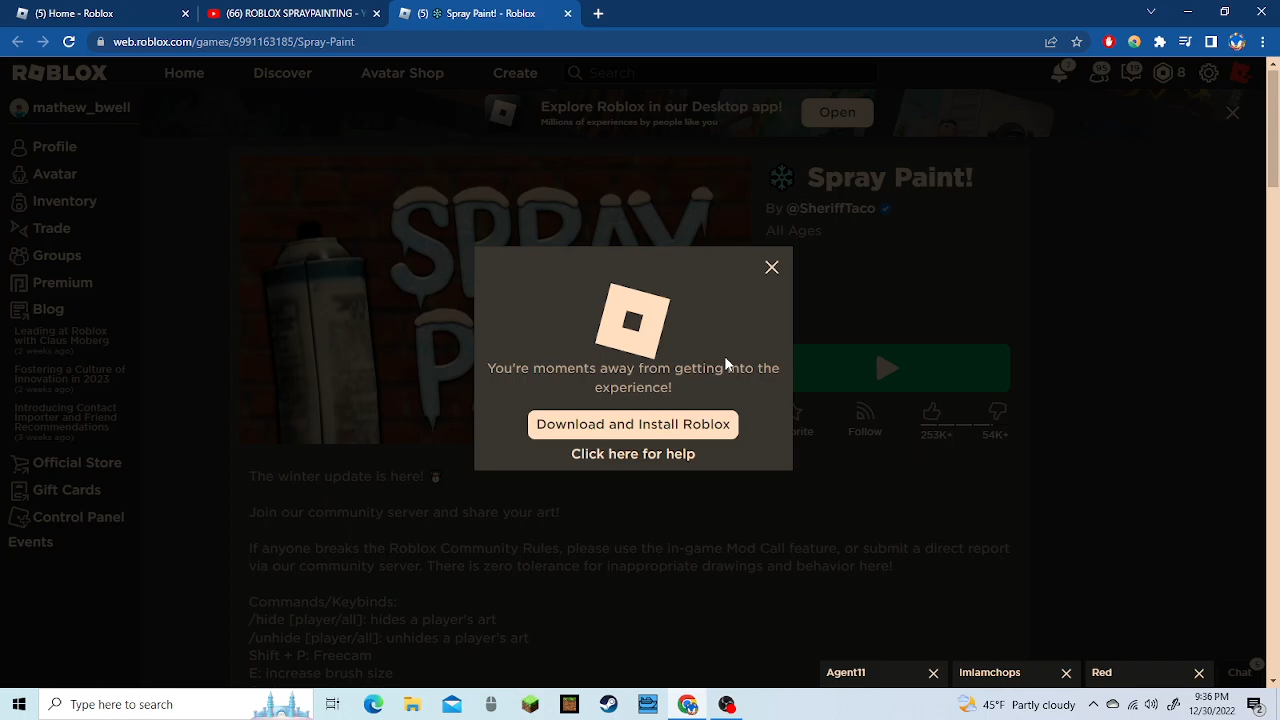 (5) Home - Roblox
(66) ROBLOX SPRAYPAINTING - Y
(5) ❄ Spray Paint! - Roblox
web.roblox.com/games/5991163185/Spray-Paint
ROBLOX
Home
Discover
Avatar Shop
Create
Search
95
8
mathew_bwell
Explore Roblox in our Desktop app!
Millions of experiences by people like you
Open
Profile
Avatar
Inventory
Trade
Groups
Premium
Blog
Leading at Roblox
with Claus Moberg
(2 weeks ago)
Fostering a Culture of
Innovation in 2023
(2 weeks ago)
Introducing Contact
Importer and Friend
Recommendations
(3 weeks ago)
Official Store
Gift Cards
Control Panel
Events
SPRAY
P
❄ Spray Paint!
By @SheriffTaco
All Ages
You're moments away from getting into the
experience!
Download and Install Roblox
Click here for help
orite
Follow
253K+
54K+
The winter update is here!
Join our community server and share your art!
If anyone breaks the Roblox Community Rules, please use the in-game Mod Call feature, or submit a direct report
via our community server. There is zero tolerance for inappropriate drawings and behavior here!
Commands/Keybinds:
/hide [player/all]: hides a player's art
/unhide [player/all]: unhides a player's art
Shift + P: Freecam
E: increase brush size
Agent11
Imlamchops
Red
Chat
Type here to search
45°F Partly cloudy
9:36 PM
12/30/2022
2